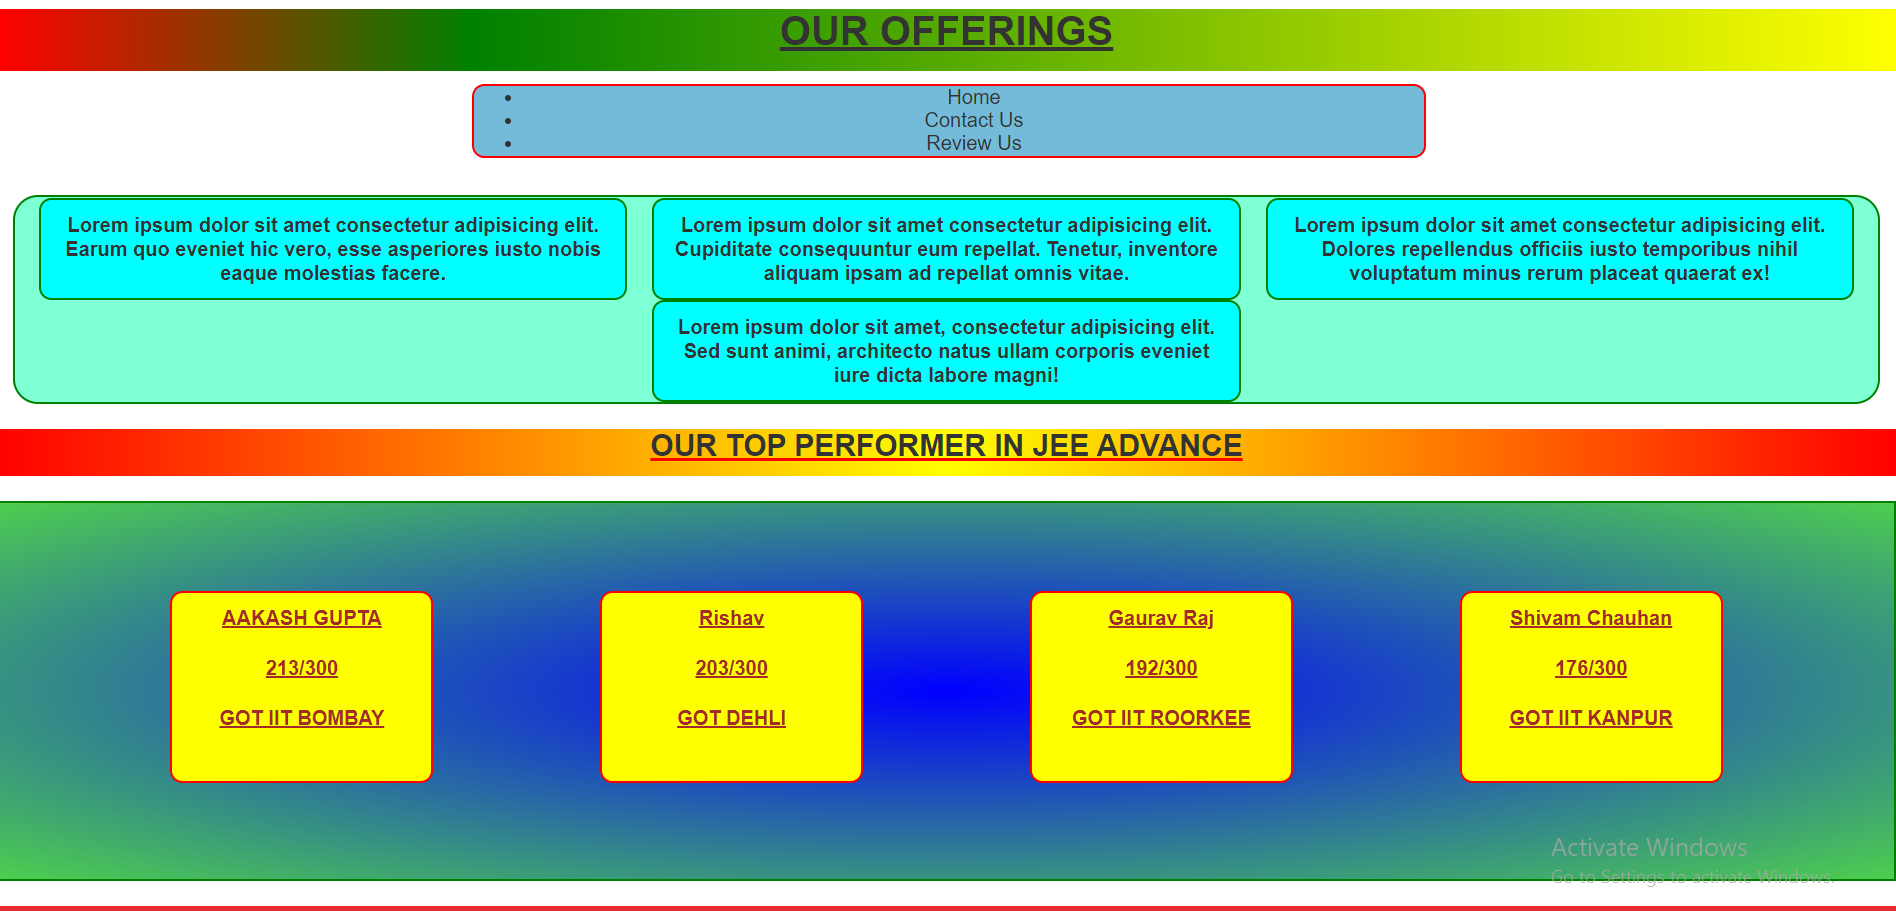 OUR OFFERINGS
Home
Contact Us
Review Us
Lorem ipsum dolor sit amet consectetur adipisicing elit.
Earum quo eveniet hic vero, esse asperiores iusto nobis
eaque molestias facere.
Lorem ipsum dolor sit amet consectetur adipisicing elit.
Cupiditate consequuntur eum repellat. Tenetur, inventore
aliquam ipsam ad repellat omnis vitae.
Lorem ipsum dolor sit amet consectetur adipisicing elit.
Dolores repellendus officiis iusto temporibus nihil
voluptatum minus rerum placeat quaerat ex!
Lorem ipsum dolor sit amet, consectetur adipisicing elit.
Sed sunt animi, architecto natus ullam corporis eveniet
iure dicta labore magni!
OUR TOP PERFORMER IN JEE ADVANCE
AAKASH GUPTA
213/300
GOT IIT BOMBAY
Rishav
203/300
GOT DEHLI
Gaurav Raj
192/300
GOT IIT ROORKEE
Shivam Chauhan
176/300
GOT IIT KANPUR
Activate Windows
Go to Settings to activate Windows.